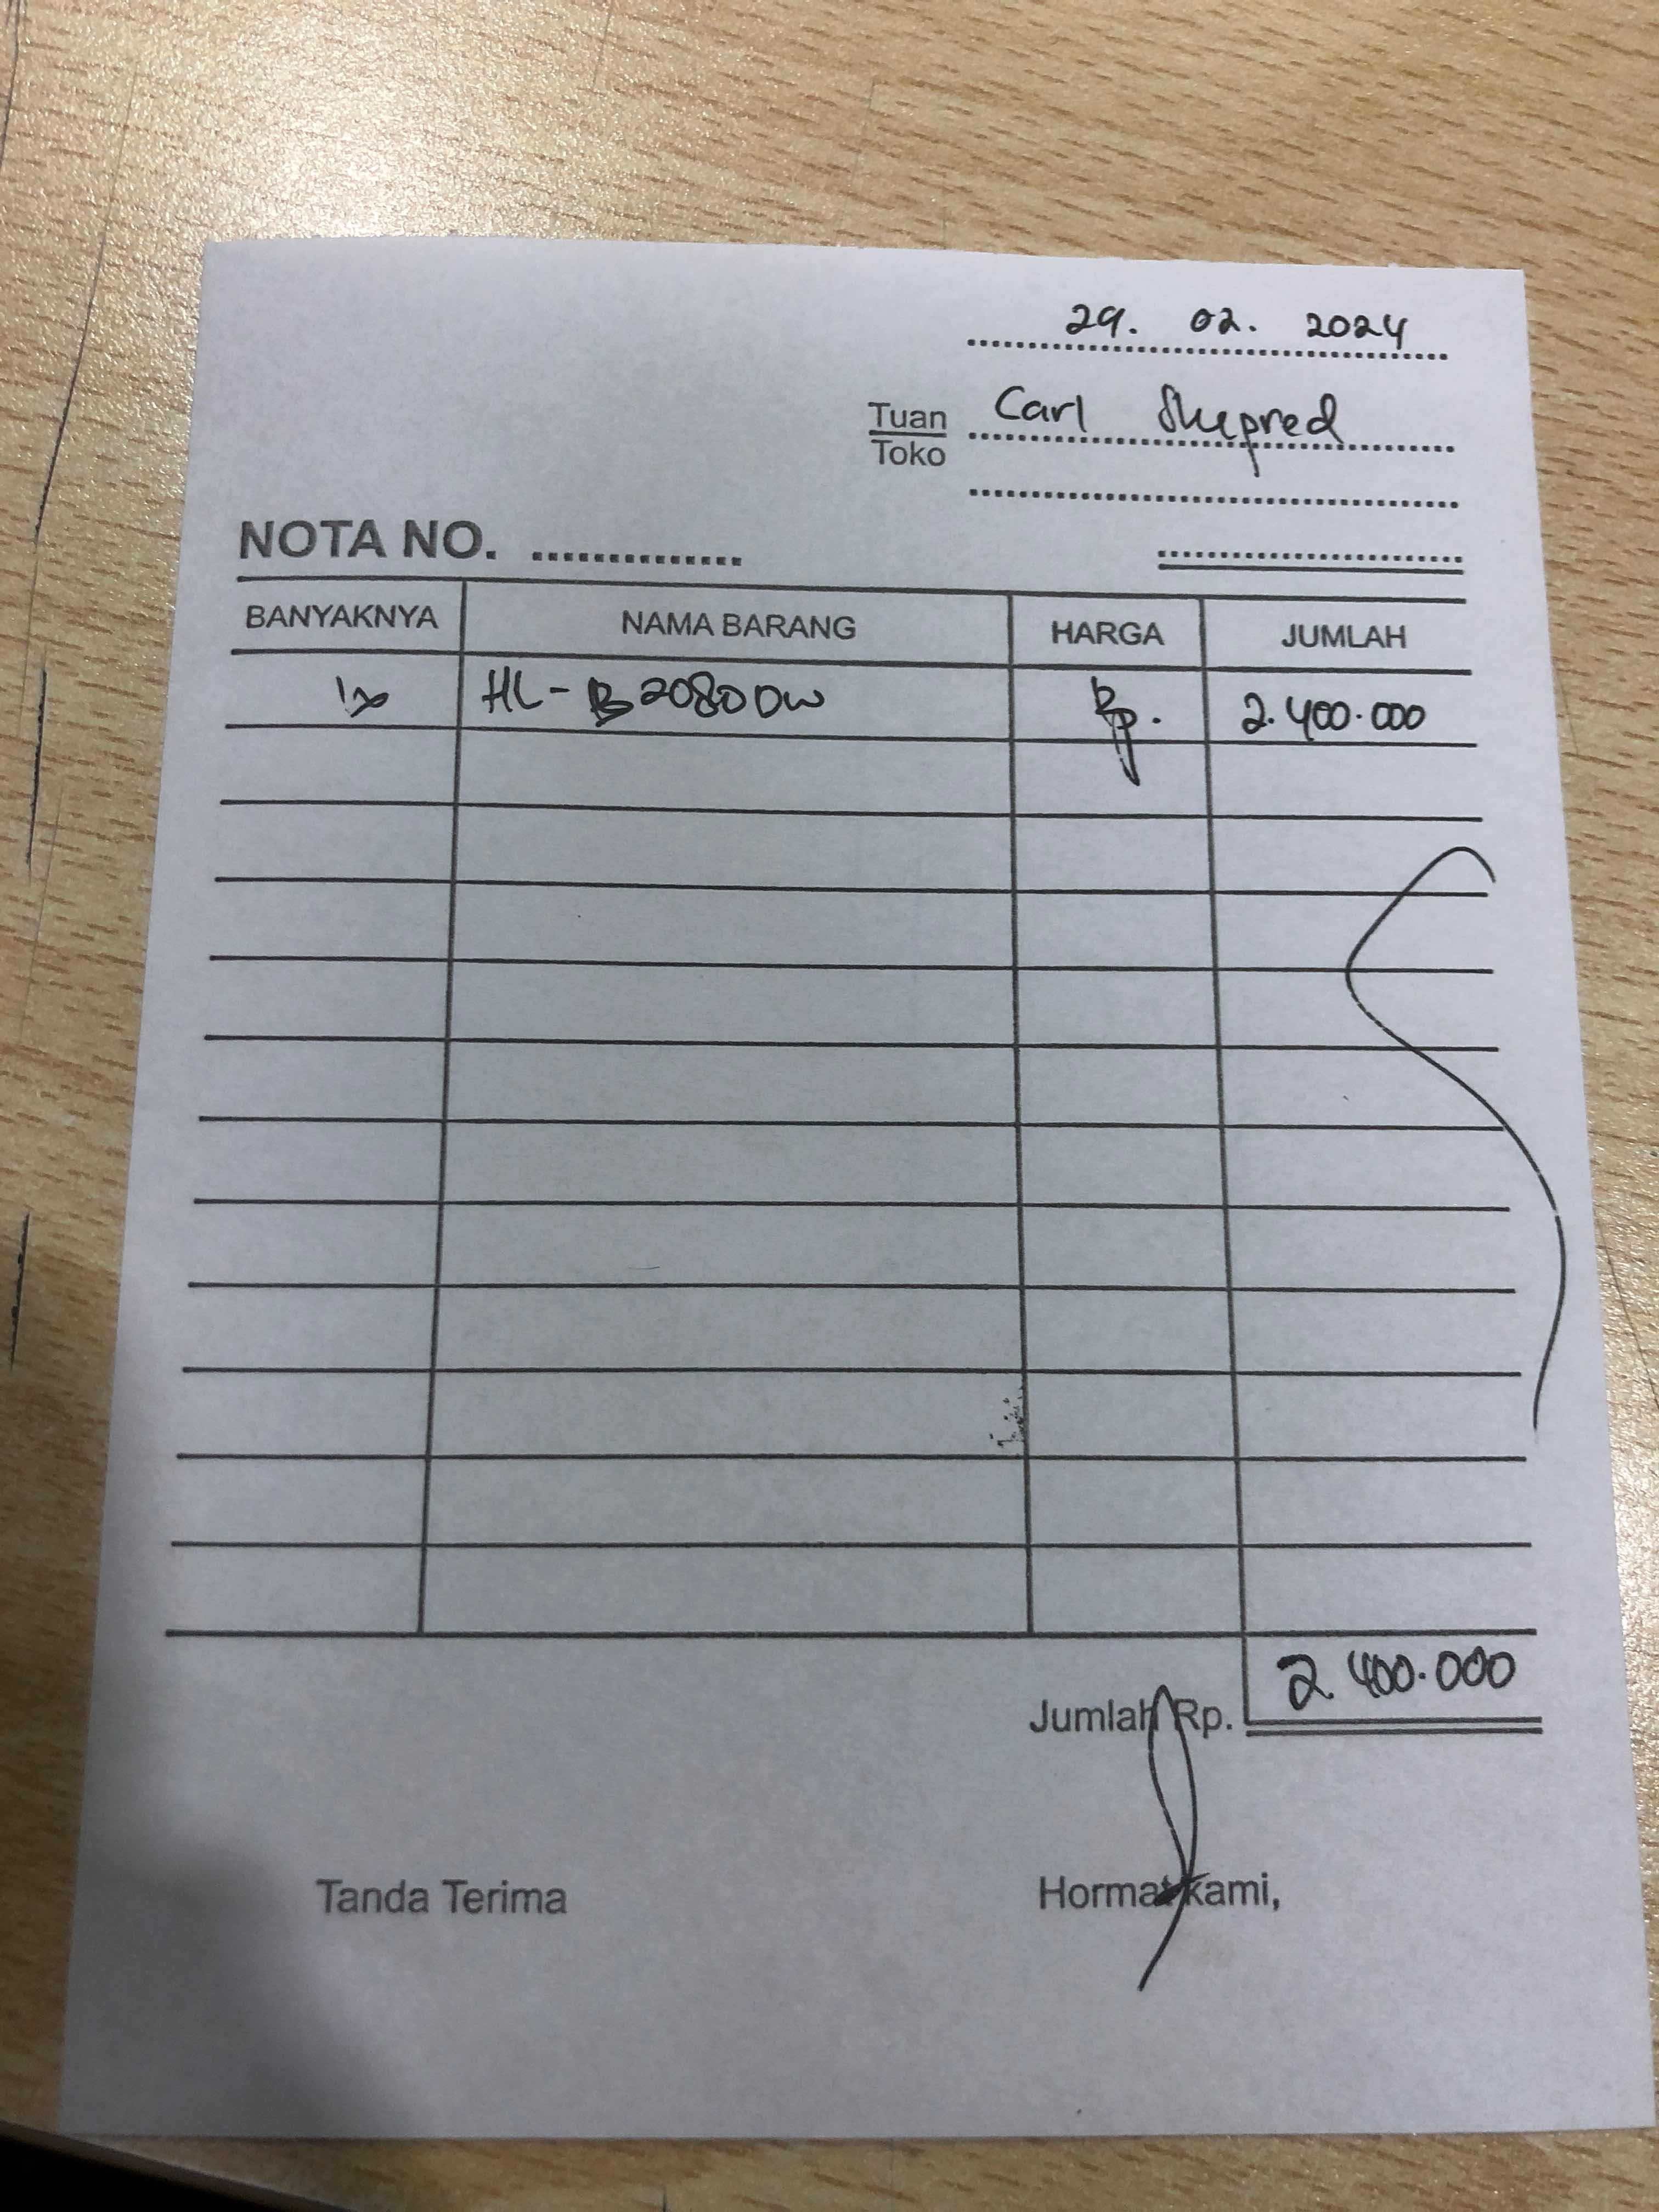 29. 02. 2024
Tuan Carl Shepred
Toko
NOTA NO. ..............
BANYAKNYA NAMA BARANG HARGA JUMLAH
1x HL-B2080DW Rp. 2.400.000
Jumlah Rp. 2.400.000
Tanda Terima Hormat kami,